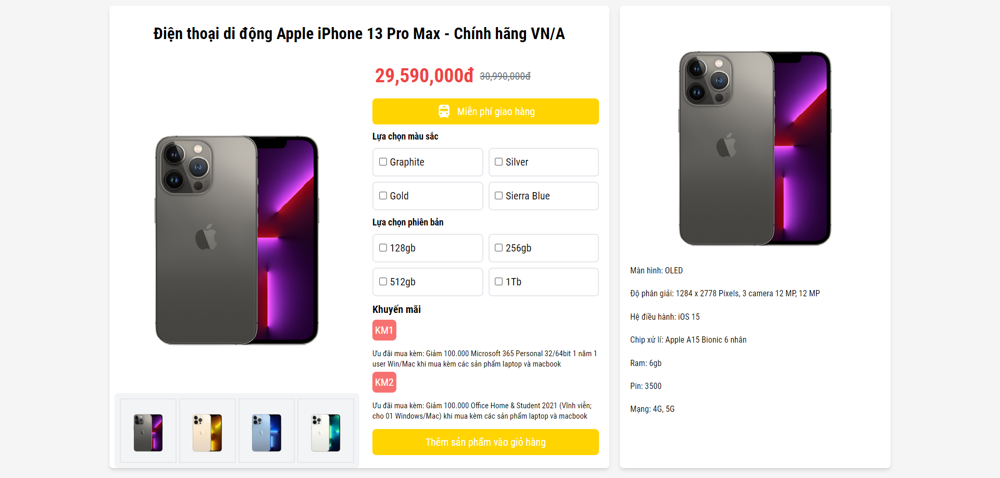 Điện thoại di động Apple iPhone 13 Pro Max - Chính hãng VN/A
29,590,000đ 30,990,000đ
Miễn phí giao hàng
Lựa chọn màu sắc
Graphite
Silver
Gold
Sierra Blue
Lựa chọn phiên bản
128gb
256gb
512gb
1Tb
Khuyến mãi
KM1
Ưu đãi mua kèm: Giảm 100.000 Microsoft 365 Personal 32/64bit 1 năm 1
user Win/Mac khi mua kèm các sản phẩm laptop và macbook
KM2
Ưu đãi mua kèm: Giảm 100.000 Office Home & Student 2021 (Vĩnh viễn;
cho 01 Windows/Mac) khi mua kèm các sản phẩm laptop và macbook
Thêm sản phẩm vào giỏ hàng
Màn hình: OLED
Độ phân giải: 1284 x 2778 Pixels, 3 camera 12 MP, 12 MP
Hệ điều hành: iOS 15
Chip xử lí: Apple A15 Bionic 6 nhân
Ram: 6gb
Pin: 3500
Mạng: 4G, 5G